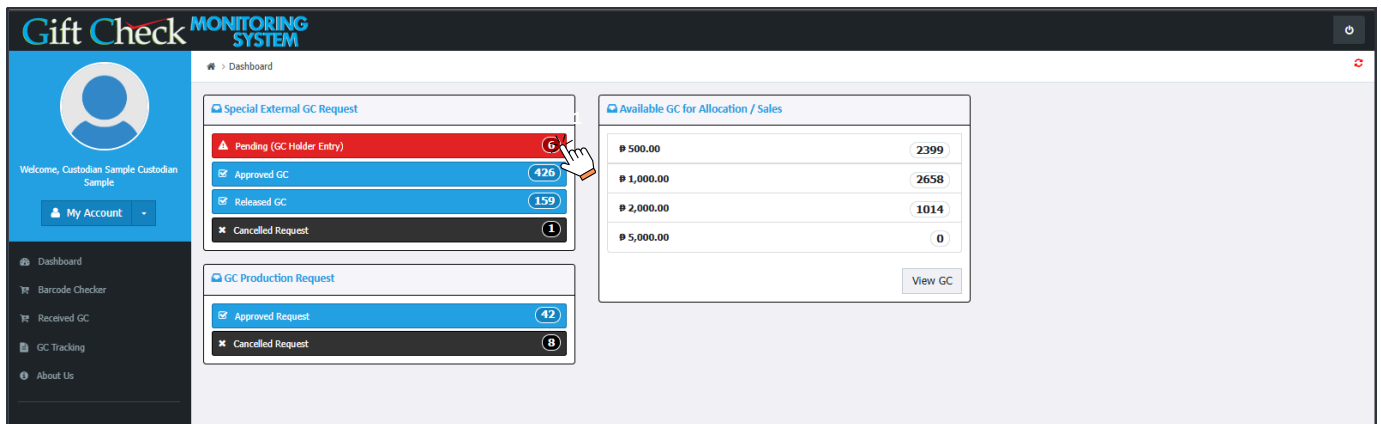 Gift Check MONITORING SYSTEM
> Dashboard
Welcome, Custodian Sample Custodian
Sample
My Account
Dashboard
Barcode Checker
Received GC
GC Tracking
About Us
Special External GC Request
Pending (GC Holder Entry) 6
Approved GC 426
Released GC 159
Cancelled Request 1
GC Production Request
Approved Request 42
Cancelled Request 8
Available GC for Allocation / Sales
₱ 500.00 2399
₱ 1,000.00 2658
₱ 2,000.00 1014
₱ 5,000.00 0
View GC